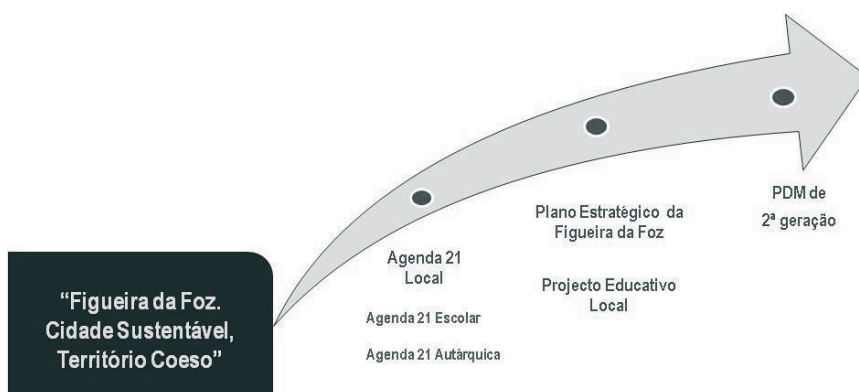 “Figueira da Foz.
Cidade Sustentável,
Território Coeso”
Agenda 21
Local
Agenda 21 Escolar
Agenda 21 Autárquica
Plano Estratégico da
Figueira da Foz
Projecto Educativo
Local
PDM de
2ª geração